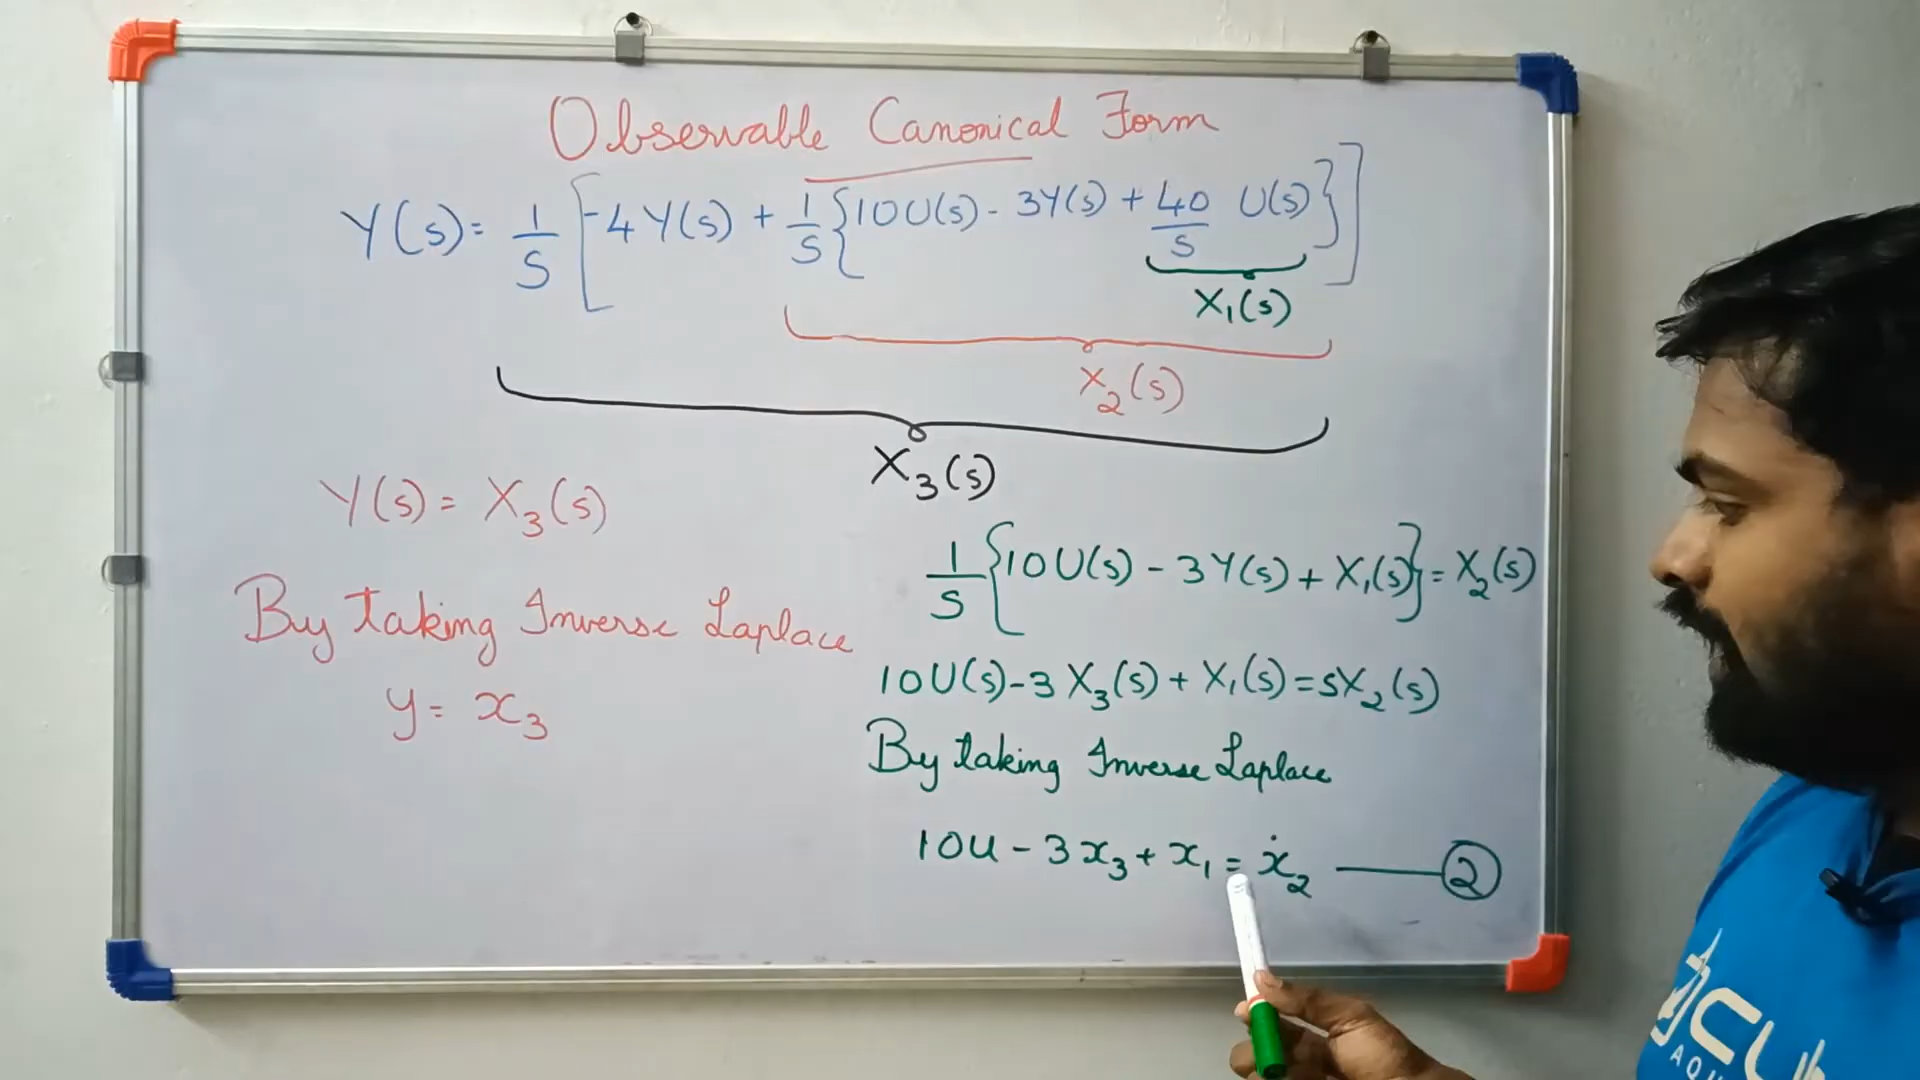 Observable Canonical Form
Y(s) = 1/S [-4Y(s) + 1/S {10U(s) - 3Y(s) + 40/S U(s)}]
X₁(s)
X₂(s)
X₃(s)
Y(s) = X₃(s)
By taking Inverse Laplace
y = x₃
1/S {10U(s) - 3Y(s) + X₁(s)} = X₂(s)
10U(s) - 3X₃(s) + X₁(s) = sX₂(s)
By taking Inverse Laplace
10u - 3x₃ + x₁ = ẋ₂ — ②